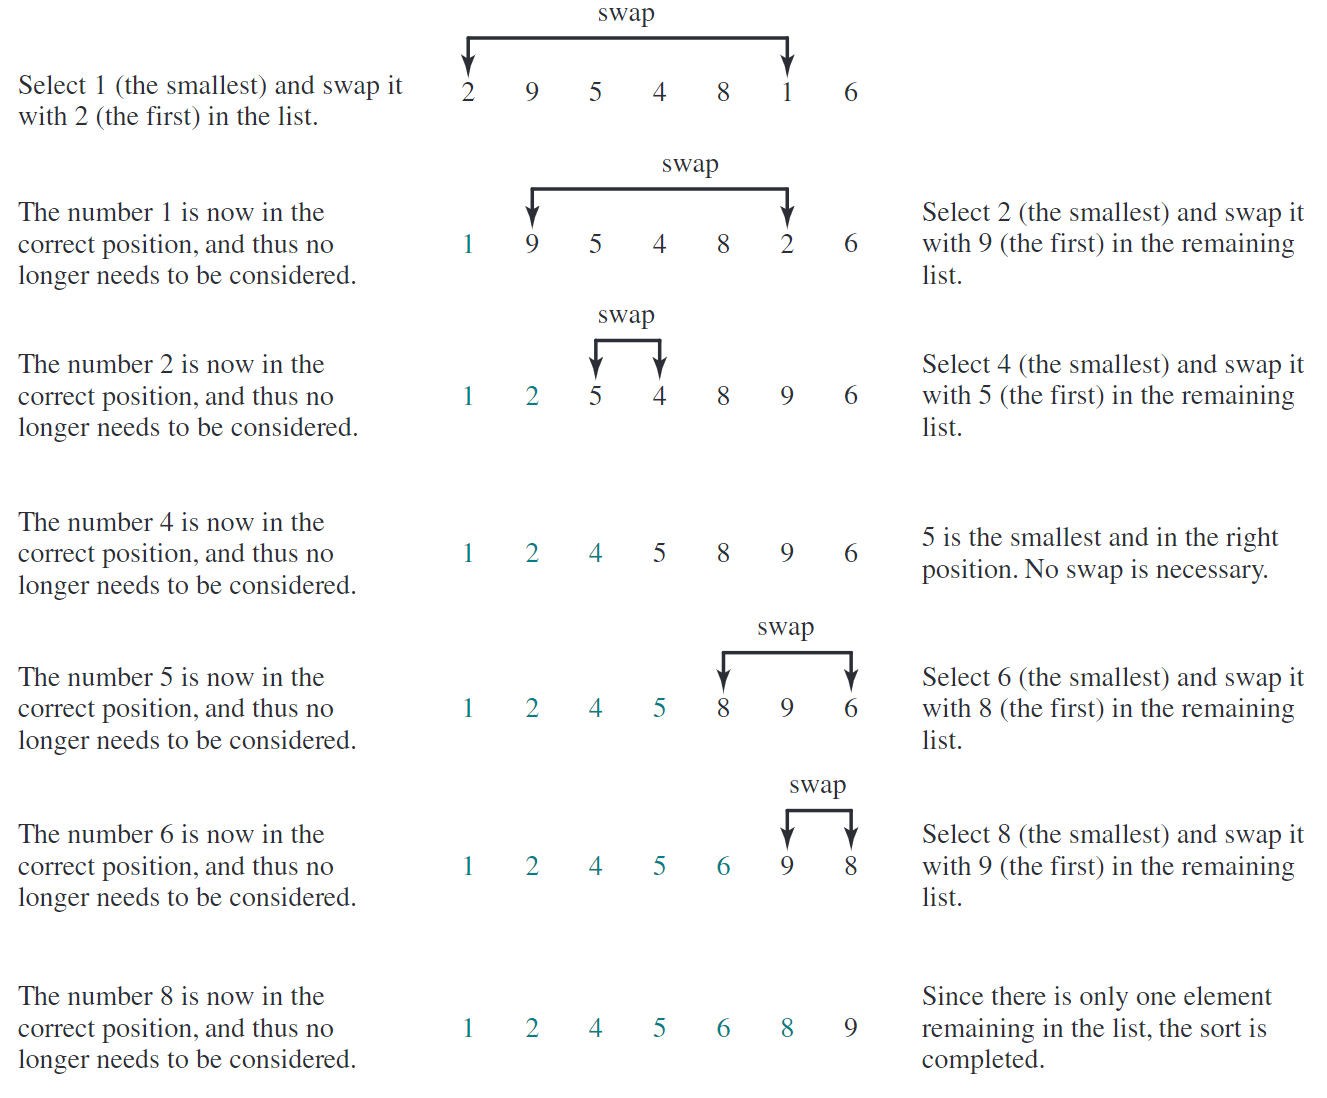 swap
Select 1 (the smallest) and swap it
with 2 (the first) in the list.
2 9 5 4 8 1 6
swap
The number 1 is now in the
correct position, and thus no
longer needs to be considered.
1 9 5 4 8 2 6
Select 2 (the smallest) and swap it
with 9 (the first) in the remaining
list.
swap
The number 2 is now in the
correct position, and thus no
longer needs to be considered.
1 2 5 4 8 9 6
Select 4 (the smallest) and swap it
with 5 (the first) in the remaining
list.
The number 4 is now in the
correct position, and thus no
longer needs to be considered.
1 2 4 5 8 9 6
5 is the smallest and in the right
position. No swap is necessary.
swap
The number 5 is now in the
correct position, and thus no
longer needs to be considered.
1 2 4 5 8 9 6
Select 6 (the smallest) and swap it
with 8 (the first) in the remaining
list.
swap
The number 6 is now in the
correct position, and thus no
longer needs to be considered.
1 2 4 5 6 9 8
Select 8 (the smallest) and swap it
with 9 (the first) in the remaining
list.
The number 8 is now in the
correct position, and thus no
longer needs to be considered.
1 2 4 5 6 8 9
Since there is only one element
remaining in the list, the sort is
completed.